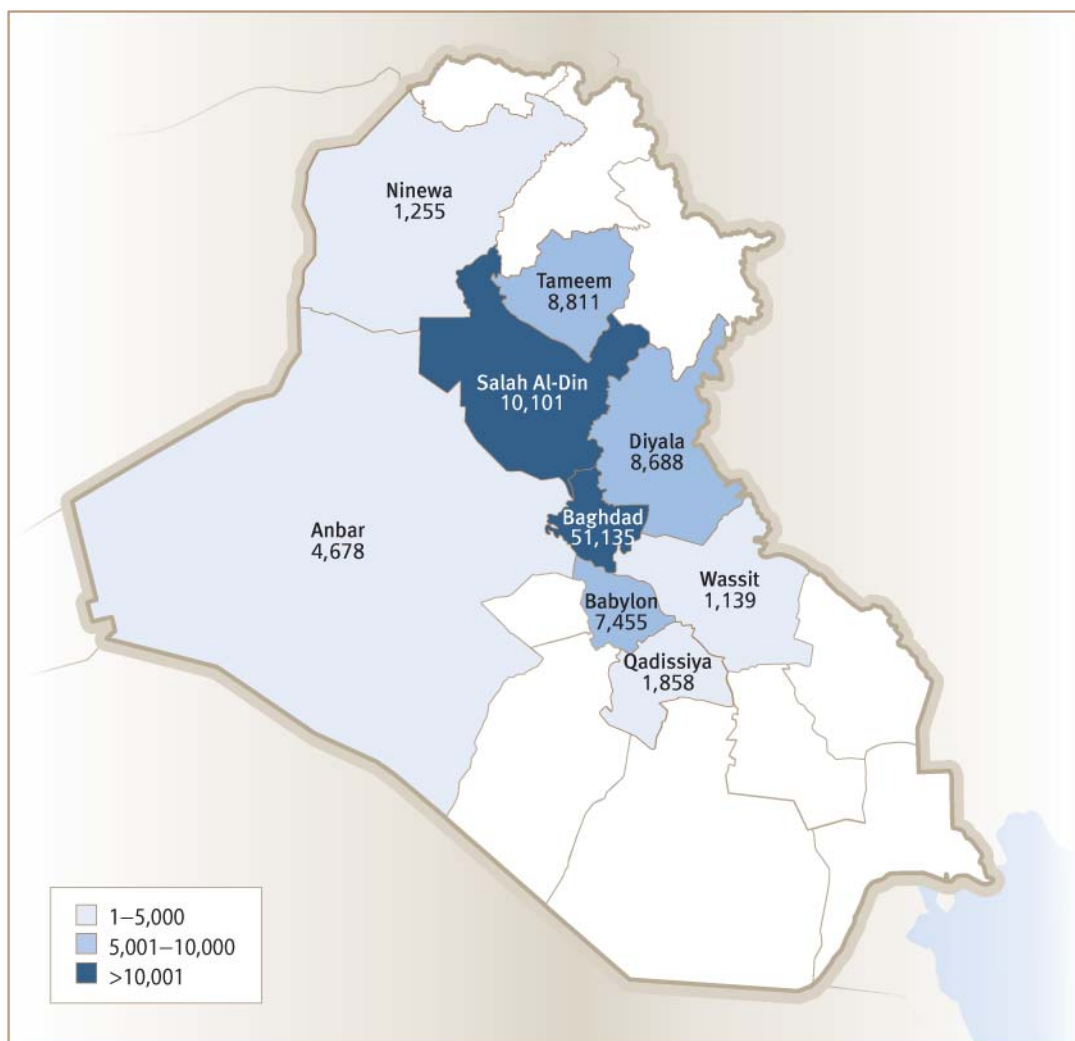 Ninewa
1,255
Tameem
8,811
Salah Al-Din
10,101
Diyala
8,688
Baghdad
51,135
Anbar
4,678
Wassit
1,139
Babylon
7,455
Qadissiya
1,858
1–5,000
5,001–10,000
>10,001